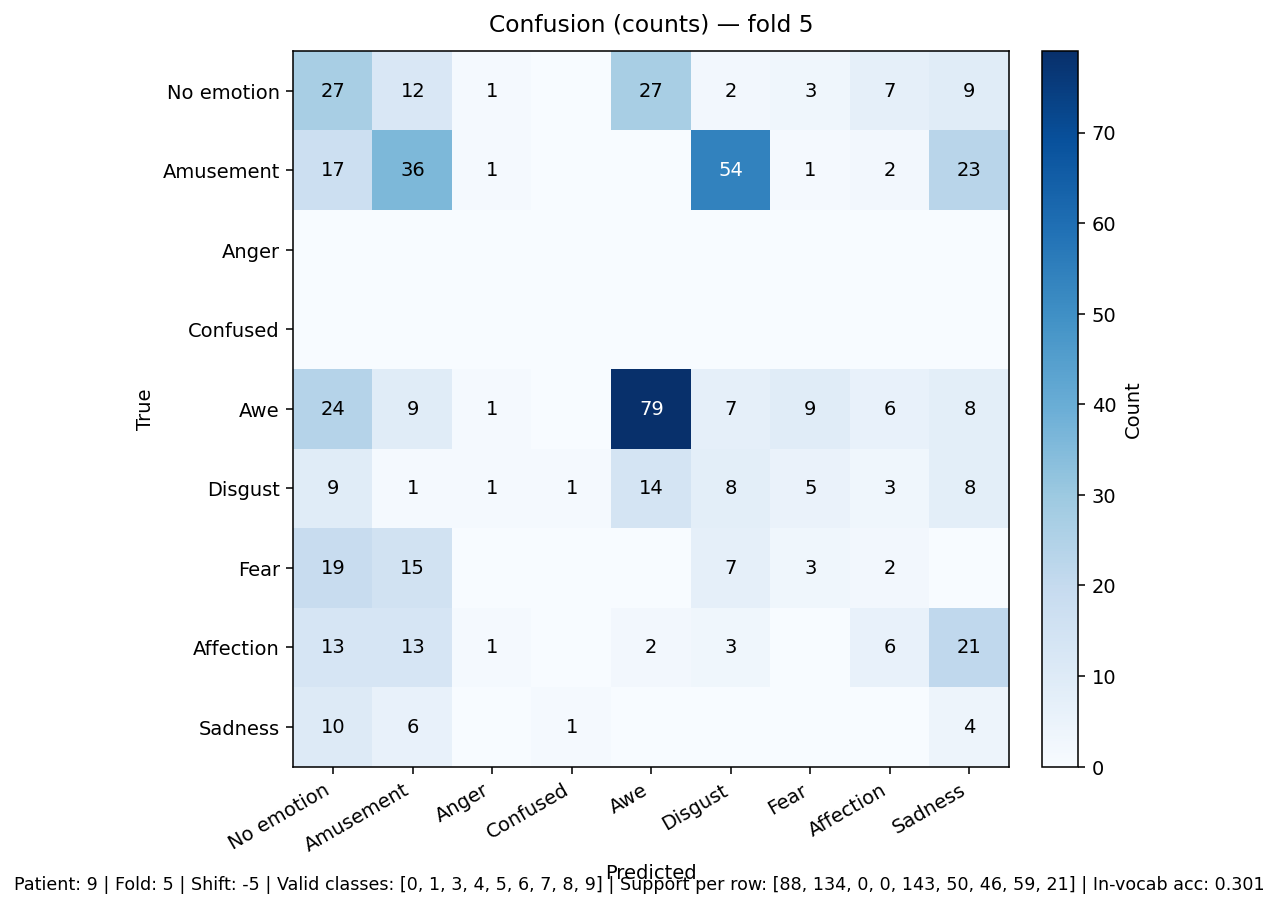 Confusion (counts) — fold 5
No emotion 27 12 1 27 2 3 7 9
Amusement 17 36 1 54 1 2 23
Anger
Confused
Awe 24 9 1 79 7 9 6 8
Disgust 9 1 1 1 14 8 5 3 8
Fear 19 15 7 3 2
Affection 13 13 1 2 3 6 21
Sadness 10 6 1 4
True
No emotion Amusement Anger Confused Awe Disgust Fear Affection Sadness
Predicted
70
60
50
40
30
20
10
0
Count
Patient: 9 | Fold: 5 | Shift: -5 | Valid classes: [0, 1, 3, 4, 5, 6, 7, 8, 9] | Support per row: [88, 134, 0, 0, 143, 50, 46, 59, 21] | In-vocab acc: 0.301